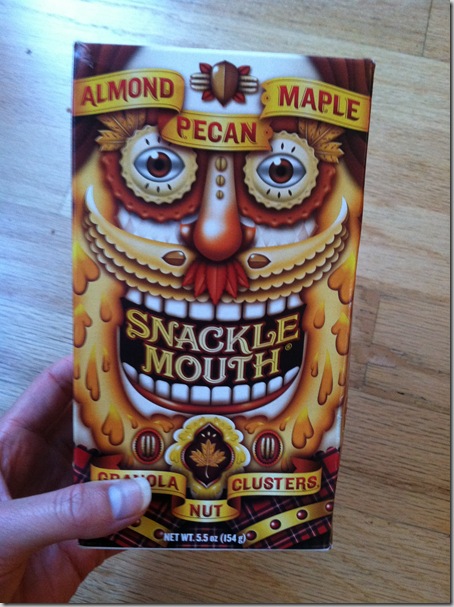 ALMOND PECAN MAPLE
SNACKLE
MOUTH®
GRANOLA NUT CLUSTERS
NET WT. 5.5 oz (154 g)